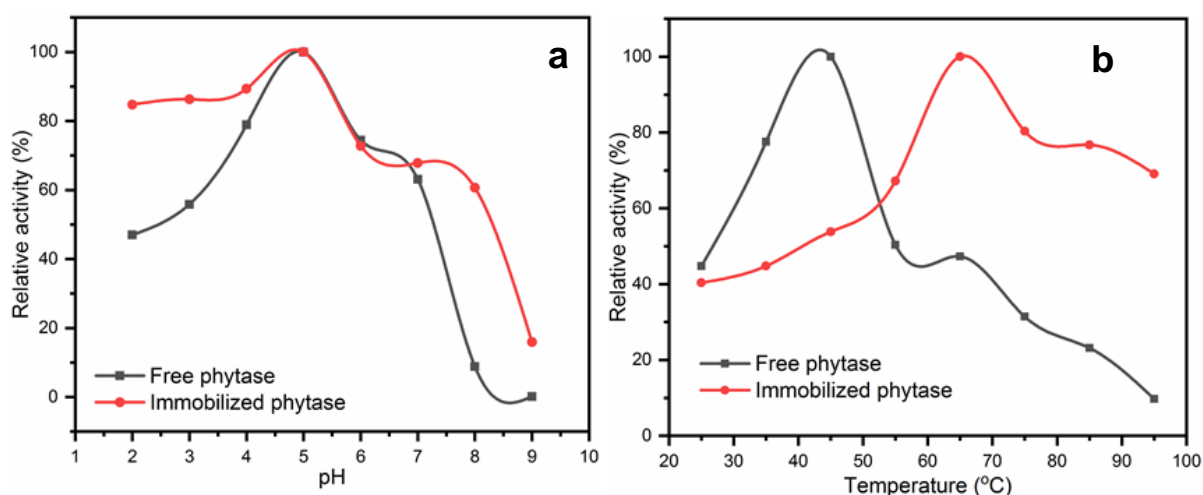 a
Relative activity (%)
100
80
60
40
20
0
Free phytase
Immobilized phytase
1 2 3 4 5 6 7 8 9 10
pH
b
Relative activity (%)
100
80
60
40
20
0
Free phytase
Immobilized phytase
20 30 40 50 60 70 80 90 100
Temperature (°C)